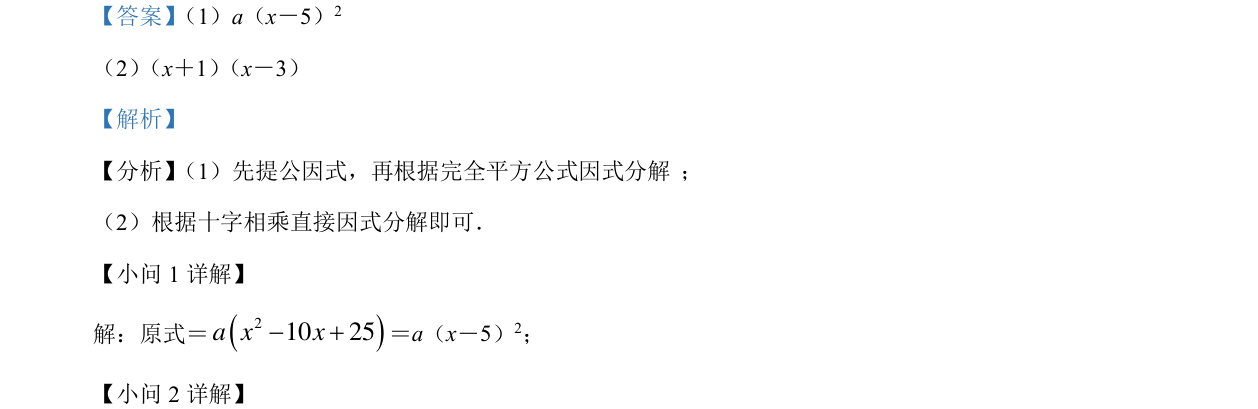 【答案】（1）a（x－5）²
（2）（x＋1）（x－3）
【解析】
【分析】（1）先提公因式，再根据完全平方公式因式分解 ；
（2）根据十字相乘直接因式分解即可．
【小问 1 详解】
解：原式＝a(x²－10x＋25)＝a（x－5）²；
【小问 2 详解】